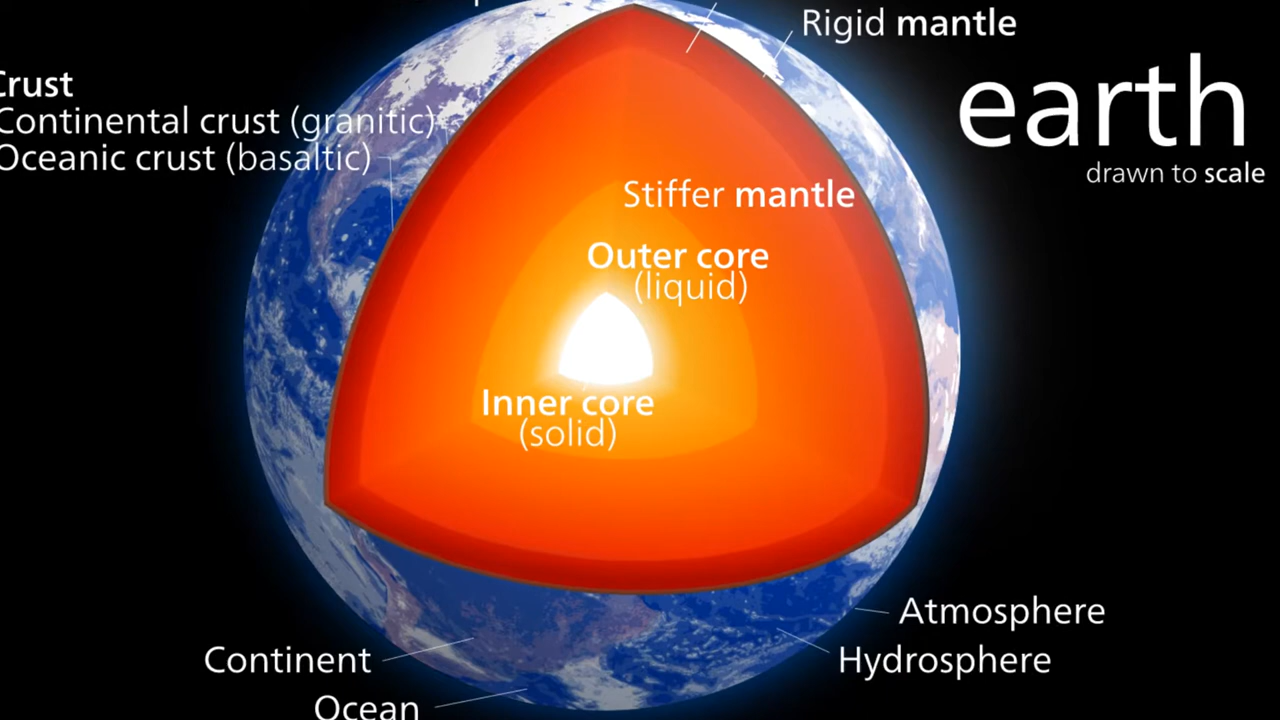 Rigid mantle
earth
drawn to scale
Crust
Continental crust (granitic)
Oceanic crust (basaltic)
Stiffer mantle
Outer core
(liquid)
Inner core
(solid)
Atmosphere
Hydrosphere
Continent
Ocean